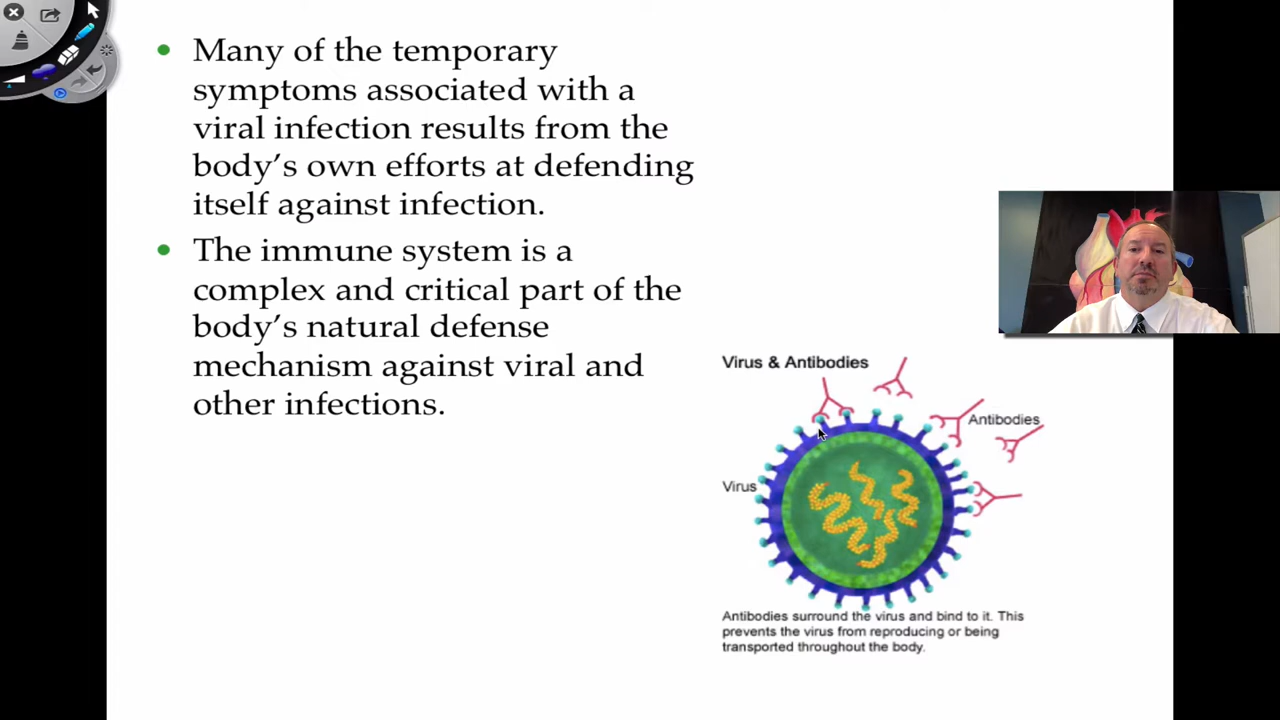 Many of the temporary
symptoms associated with a
viral infection results from the
body's own efforts at defending
itself against infection.
The immune system is a
complex and critical part of the
body's natural defense
mechanism against viral and
other infections.
Virus & Antibodies
Antibodies
Virus
Antibodies surround the virus and bind to it. This
prevents the virus from reproducing or being
transported throughout the body.